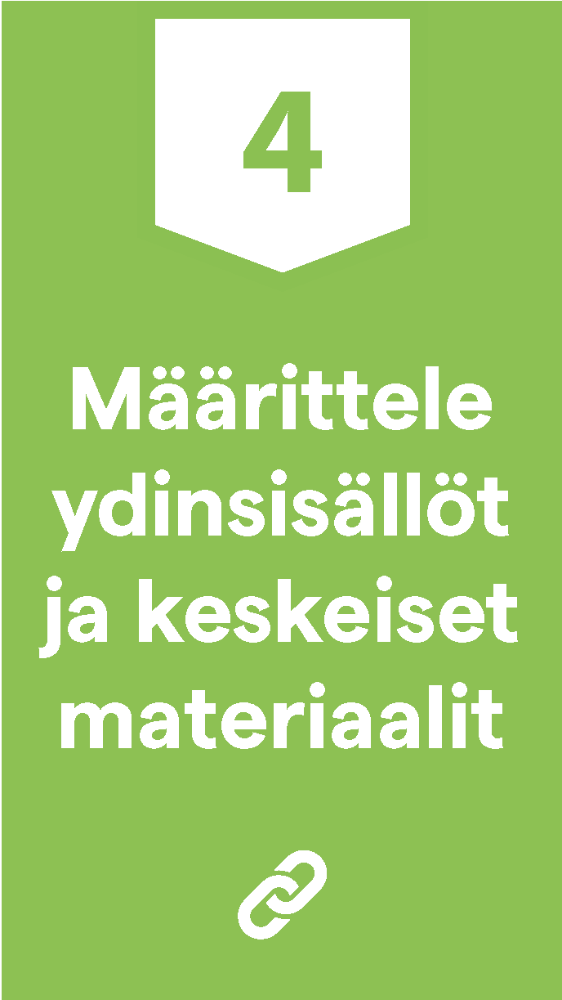 4
Määrittele
ydinsisällöt
ja keskeiset
materiaalit